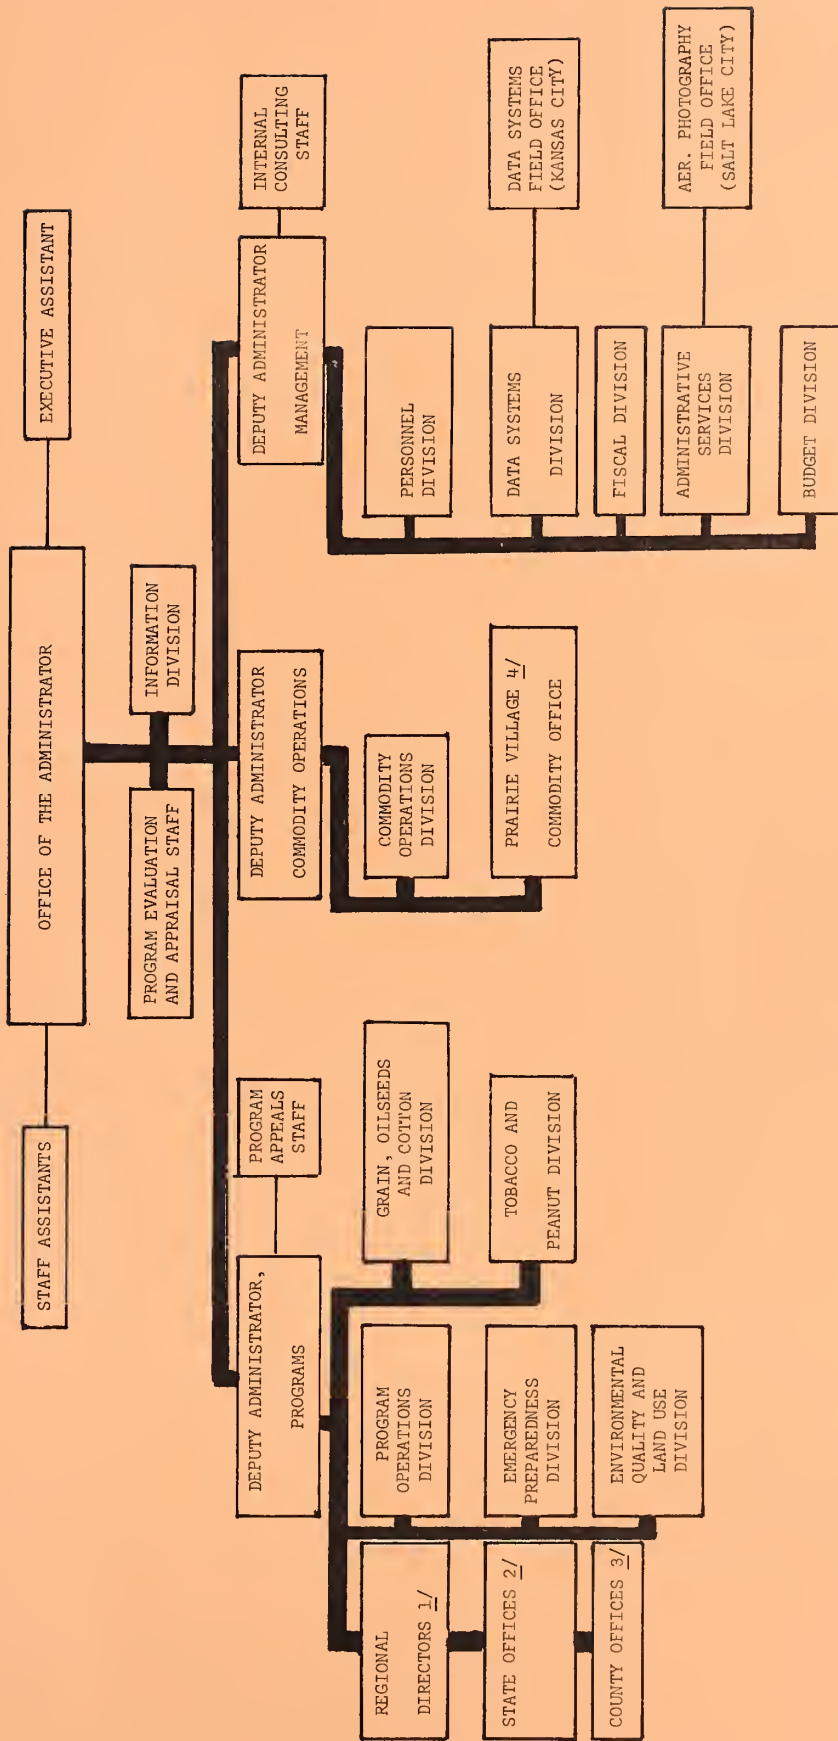 OFFICE OF THE ADMINISTRATOR
STAFF ASSISTANTS
EXECUTIVE ASSISTANT
PROGRAM EVALUATION
AND APPRAISAL STAFF
INFORMATION
DIVISION
DEPUTY ADMINISTRATOR,
PROGRAMS
PROGRAM
APPEALS
STAFF
DEPUTY ADMINISTRATOR
COMMODITY OPERATIONS
DEPUTY ADMINISTRATOR
MANAGEMENT
INTERNAL
CONSULTING
STAFF
REGIONAL
DIRECTORS 1/
STATE OFFICES 2/
COUNTY OFFICES 3/
PROGRAM
OPERATIONS
DIVISION
EMERGENCY
PREPAREDNESS
DIVISION
ENVIRONMENTAL
QUALITY AND
LAND USE
DIVISION
GRAIN, OILSEEDS
AND COTTON
DIVISION
TOBACCO AND
PEANUT DIVISION
COMMODITY
OPERATIONS
DIVISION
PRAIRIE VILLAGE 4/
COMMODITY OFFICE
PERSONNEL
DIVISION
DATA SYSTEMS
DIVISION
DATA SYSTEMS
FIELD OFFICE
(KANSAS CITY)
FISCAL DIVISION
ADMINISTRATIVE
SERVICES
DIVISION
AER. PHOTOGRAPHY
FIELD OFFICE
(SALT LAKE CITY)
BUDGET DIVISION